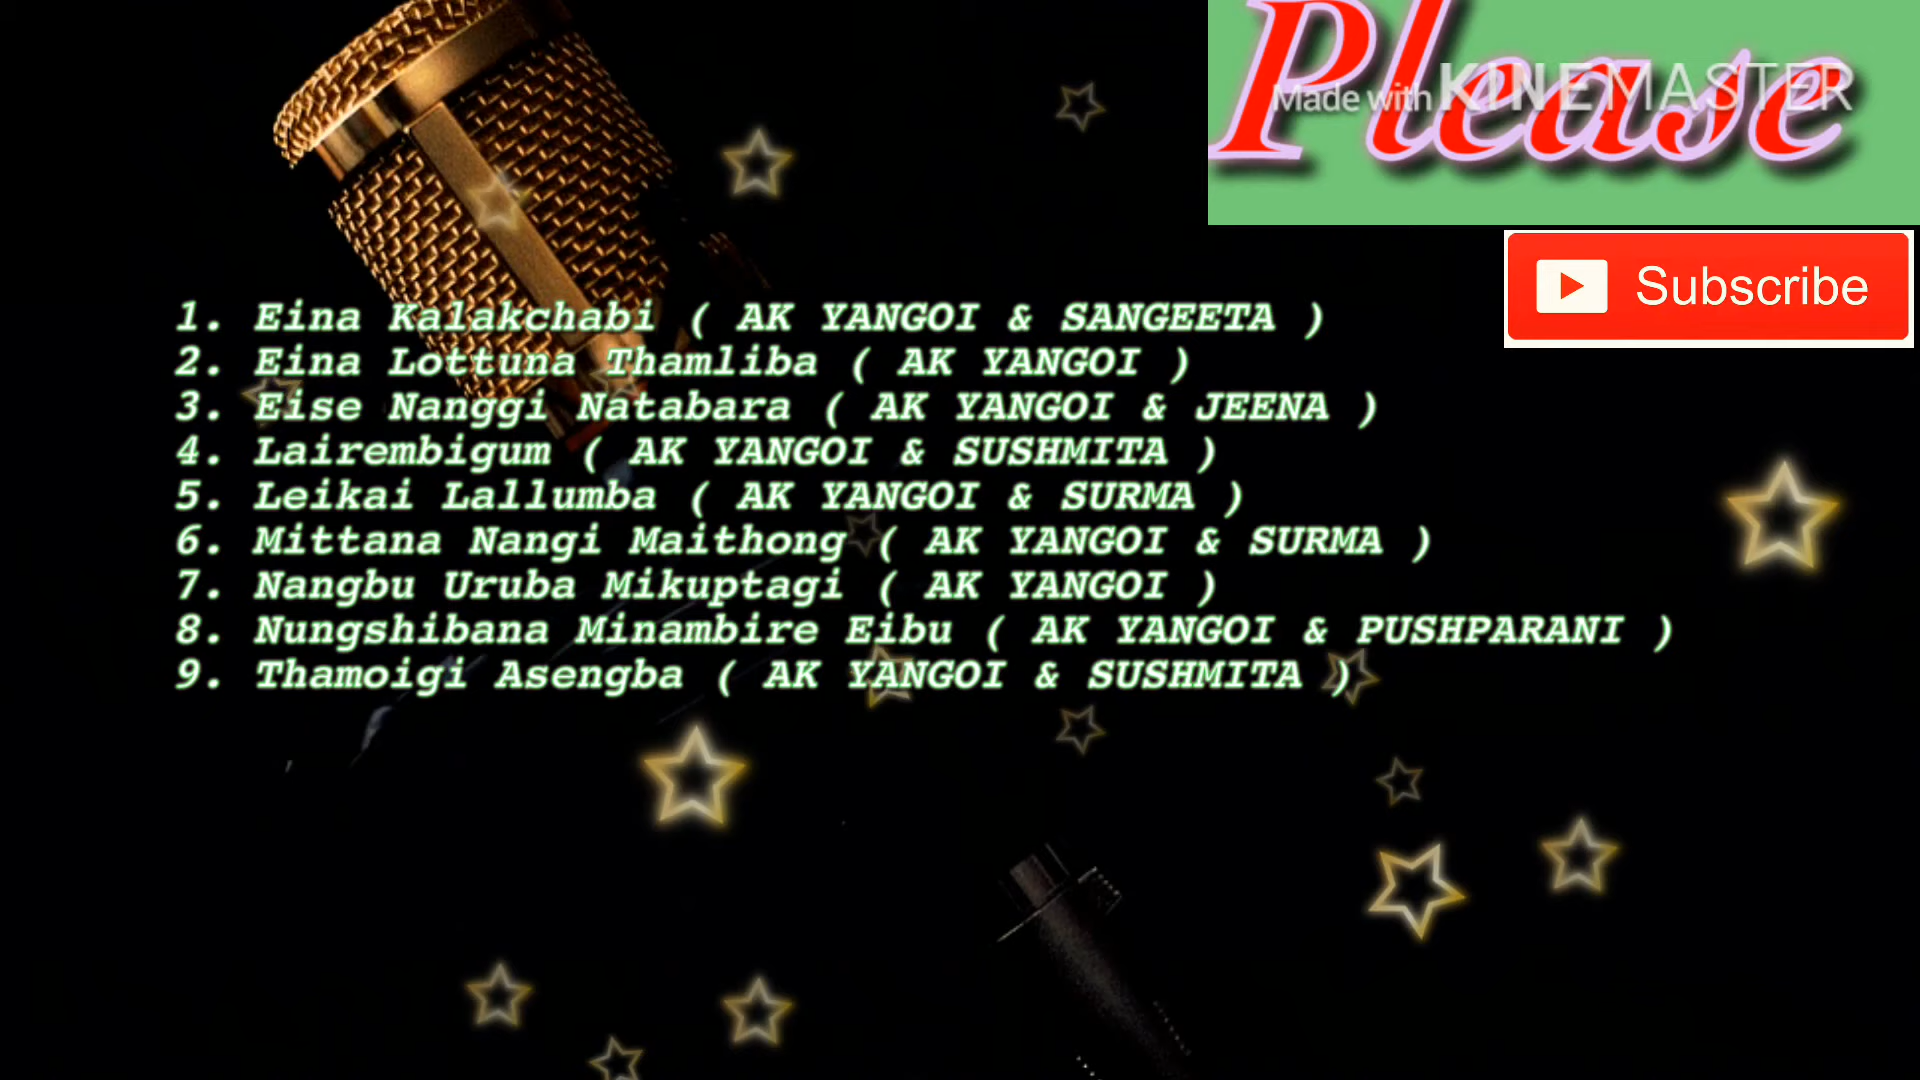 Please
Made with KINEMASTER
Subscribe
1. Eina Kalakchabi ( AK YANGOI & SANGEETA )
2. Eina Lottuna Thamliba ( AK YANGOI )
3. Eise Nanggi Natabara ( AK YANGOI & JEENA )
4. Lairembigum ( AK YANGOI & SUSHMITA )
5. Leikai Lallumba ( AK YANGOI & SURMA )
6. Mittana Nangi Maithong ( AK YANGOI & SURMA )
7. Nangbu Uruba Mikuptagi ( AK YANGOI )
8. Nungshibana Minambire Eibu ( AK YANGOI & PUSHPARANI )
9. Thamoigi Asengba ( AK YANGOI & SUSHMITA )